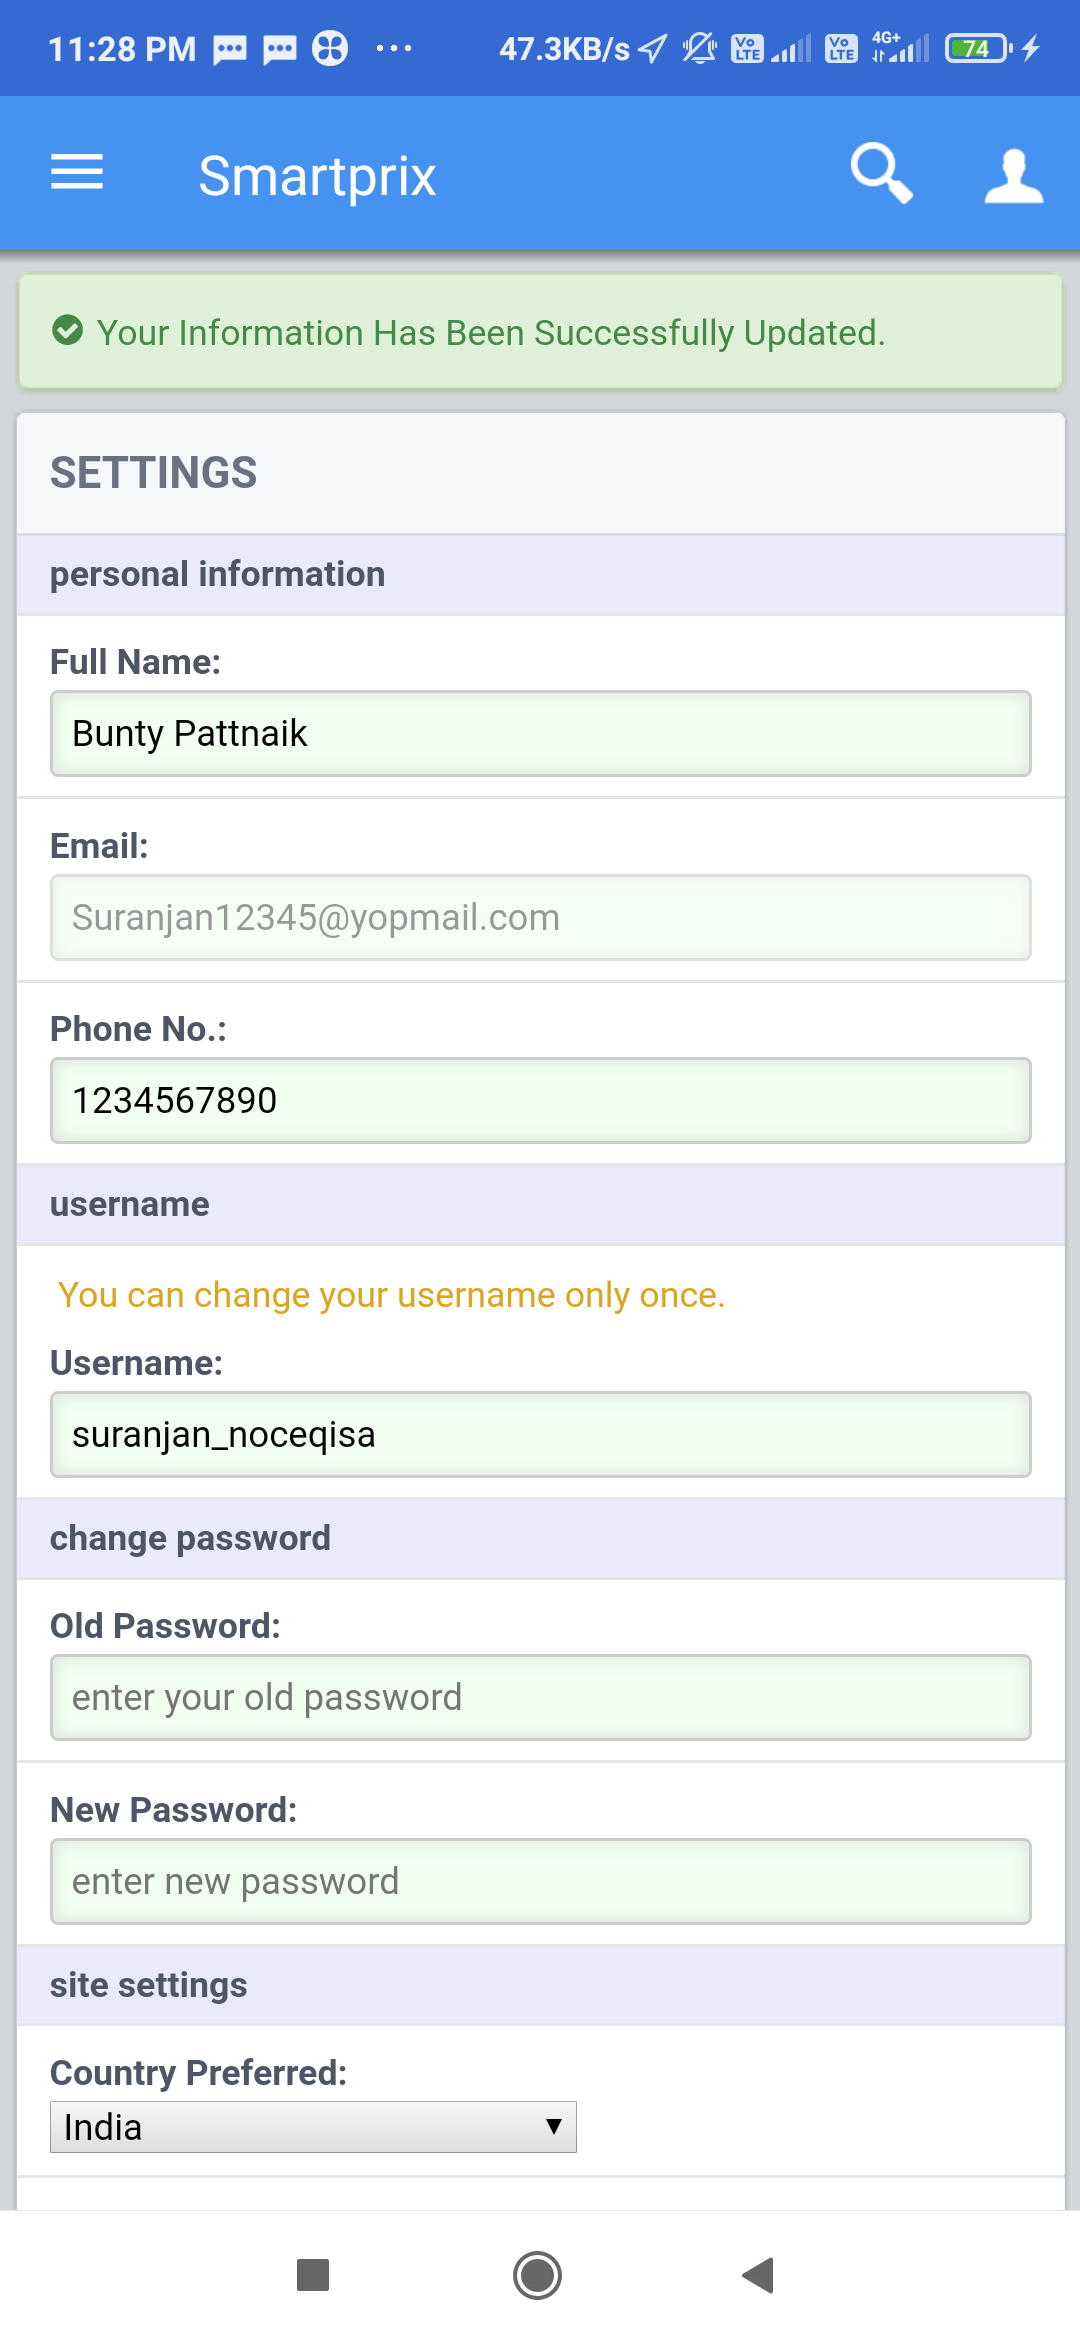 11:28 PM ... 47.3KB/s Vo LTE Vo LTE 4G+ 74
Smartprix
Your Information Has Been Successfully Updated.
SETTINGS
personal information
Full Name:
Bunty Pattnaik
Email:
Suranjan12345@yopmail.com
Phone No.:
1234567890
username
You can change your username only once.
Username:
suranjan_noceqisa
change password
Old Password:
enter your old password
New Password:
enter new password
site settings
Country Preferred:
India